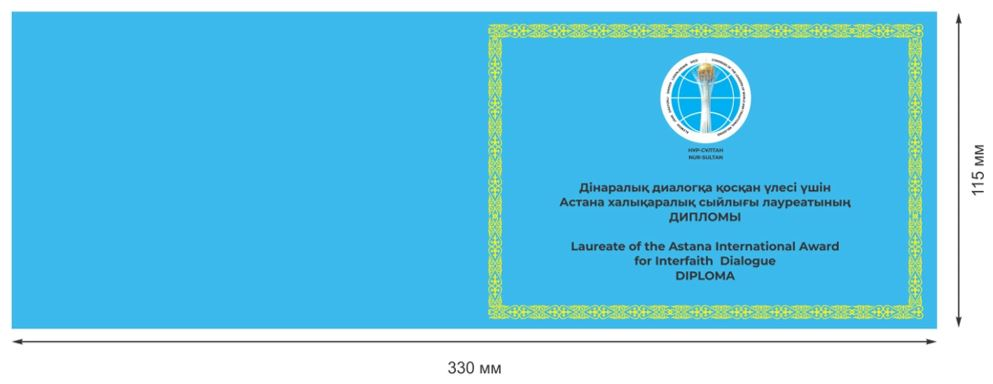 НҰР-СҰЛТАН
NUR-SULTAN
Дінаралық диалогқа қосқан үлесі үшін
Астана халықаралық сыйлығы лауреатының
ДИПЛОМЫ
Laureate of the Astana International Award
for Interfaith Dialogue
DIPLOMA
115 мм
330 мм